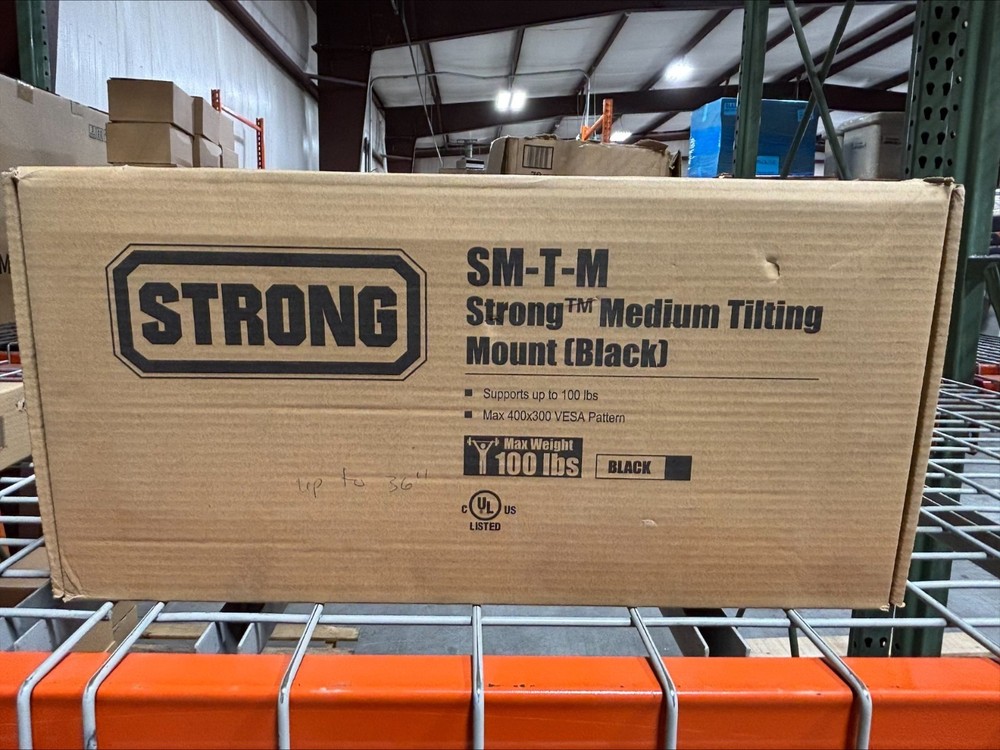 STRONG
SM-T-M
Strong™ Medium Tilting
Mount (Black)
Supports up to 100 lbs
Max 400x300 VESA Pattern
Max Weight
100 lbs
BLACK
up to 36"
C UL US
LISTED